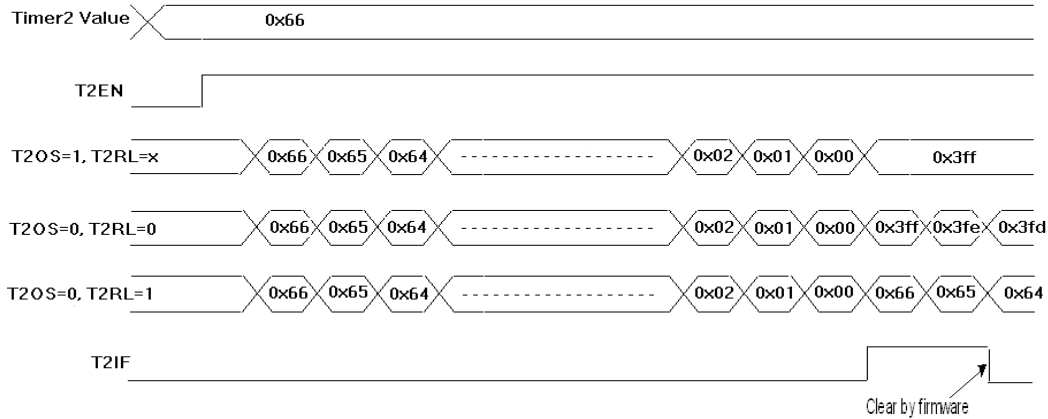 Timer2 Value 0x66
T2EN
T2OS=1, T2RL=x 0x66 0x65 0x64 0x02 0x01 0x00 0x3ff
T2OS=0, T2RL=0 0x66 0x65 0x64 0x02 0x01 0x00 0x3ff 0x3fe 0x3fd
T2OS=0, T2RL=1 0x66 0x65 0x64 0x02 0x01 0x00 0x66 0x65 0x64
T2IF
Clear by firmware